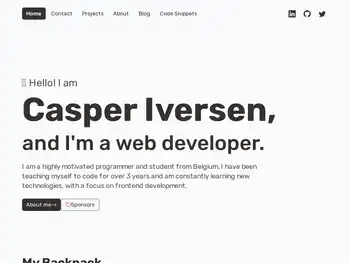 Home Contact Projects About Blog Code Snippets
Hello! I am
Casper Iversen,
and I'm a web developer.
I am a highly motivated programmer and student from Belgium. I have been
teaching myself to code for over 3 years and am constantly learning new
technologies, with a focus on frontend development.
About me→ ♡Sponsors
My Backpack